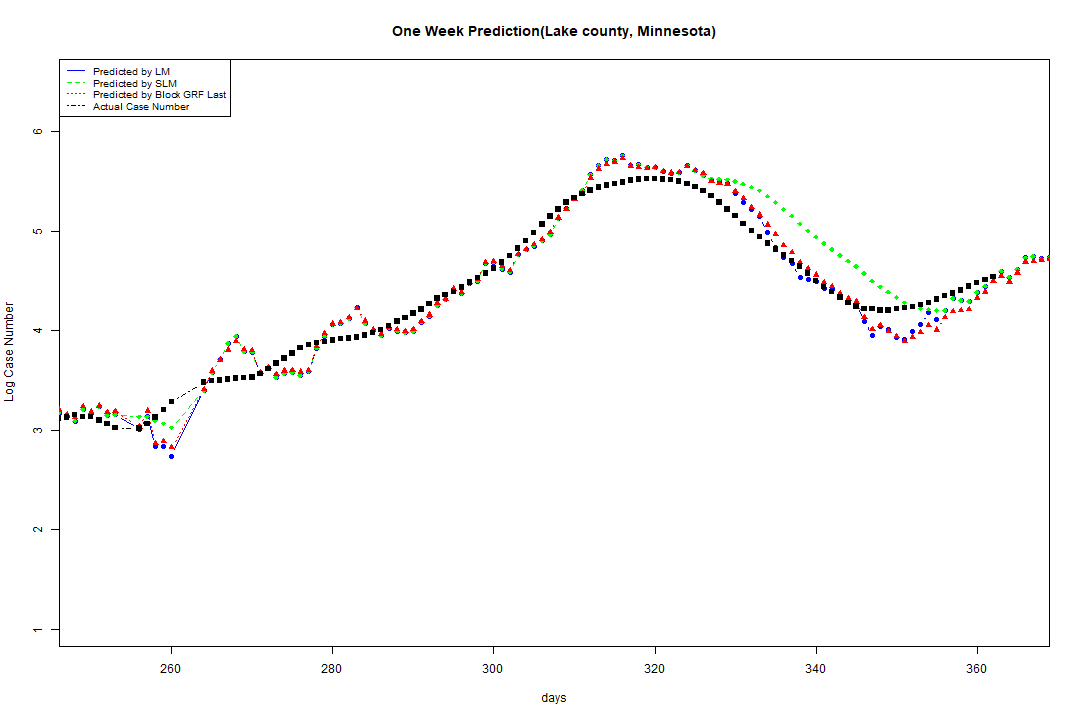 One Week Prediction(Lake county, Minnesota)
Predicted by LM
Predicted by SLM
Predicted by Block GRF Last
Actual Case Number
6
5
4
3
2
1
Log Case Number
260 280 300 320 340 360
days